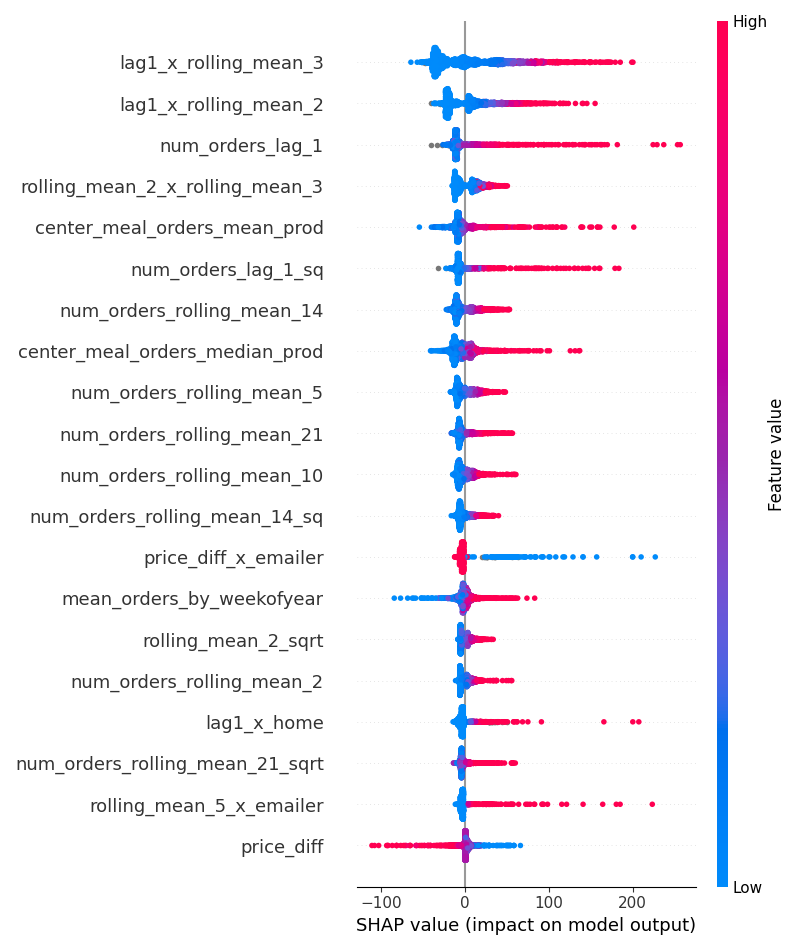 High
lag1_x_rolling_mean_3
lag1_x_rolling_mean_2
num_orders_lag_1
rolling_mean_2_x_rolling_mean_3
center_meal_orders_mean_prod
num_orders_lag_1_sq
num_orders_rolling_mean_14
center_meal_orders_median_prod
num_orders_rolling_mean_5
num_orders_rolling_mean_21
num_orders_rolling_mean_10
num_orders_rolling_mean_14_sq
price_diff_x_emailer
mean_orders_by_weekofyear
rolling_mean_2_sqrt
num_orders_rolling_mean_2
lag1_x_home
num_orders_rolling_mean_21_sqrt
rolling_mean_5_x_emailer
price_diff
Feature value
Low
−100 0 100 200
SHAP value (impact on model output)